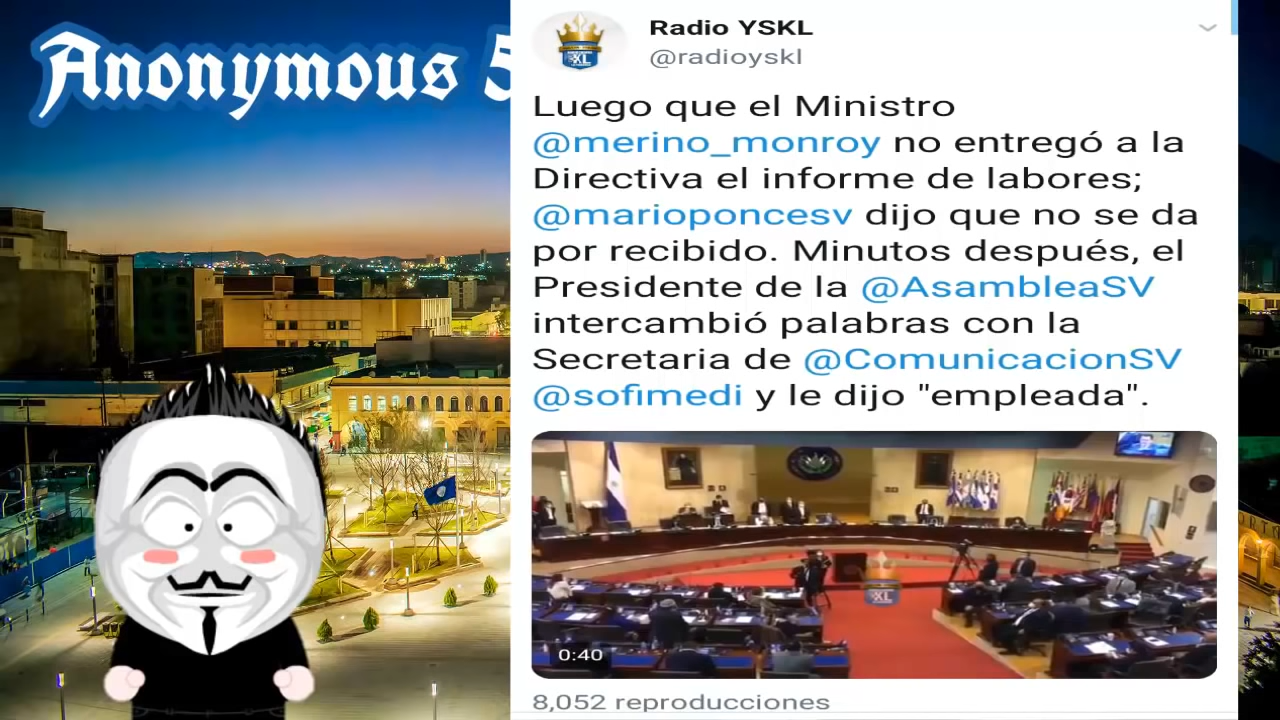 Anonymous 5
Radio YSKL
@radioyskl
Luego que el Ministro
@merino_monroy no entregó a la
Directiva el informe de labores;
@marioponcesv dijo que no se da
por recibido. Minutos después, el
Presidente de la @AsambleaSV
intercambió palabras con la
Secretaria de @ComunicacionSV
@sofimedi y le dijo "empleada".
XL
0:40
8,052 reproducciones